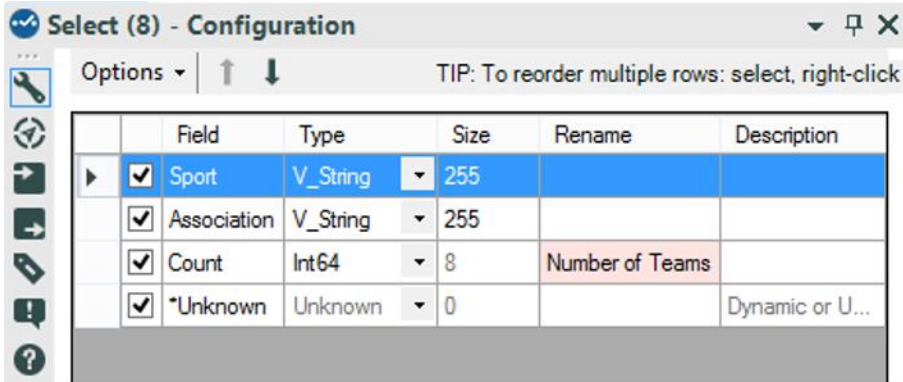 Select (8) - Configuration
Options TIP: To reorder multiple rows: select, right-click
Field Type Size Rename Description
Sport V_String 255
Association V_String 255
Count Int64 8 Number of Teams
*Unknown Unknown 0 Dynamic or U...